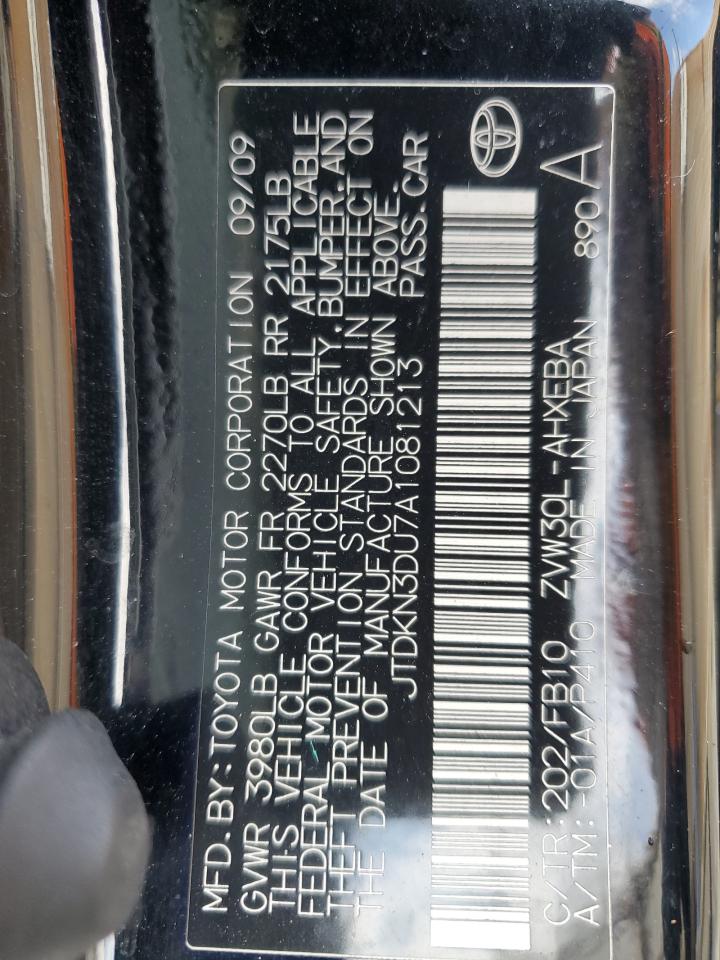 MFD. BY: TOYOTA MOTOR CORPORATION 09/09
GVWR 3980LB GAWR FR 2270LB RR 2175LB
THIS VEHICLE CONFORMS TO ALL APPLICABLE
FEDERAL MOTOR VEHICLE SAFETY, BUMPER, AND
THEFT PREVENTION STANDARDS IN EFFECT ON
THE DATE OF MANUFACTURE SHOWN ABOVE.
JTDKN3DU7A1081213 PASS. CAR
C/TR: 202/FB10 ZVW30L-AHXEBA
A/TM: -01A/P410 MADE IN JAPAN 890 A